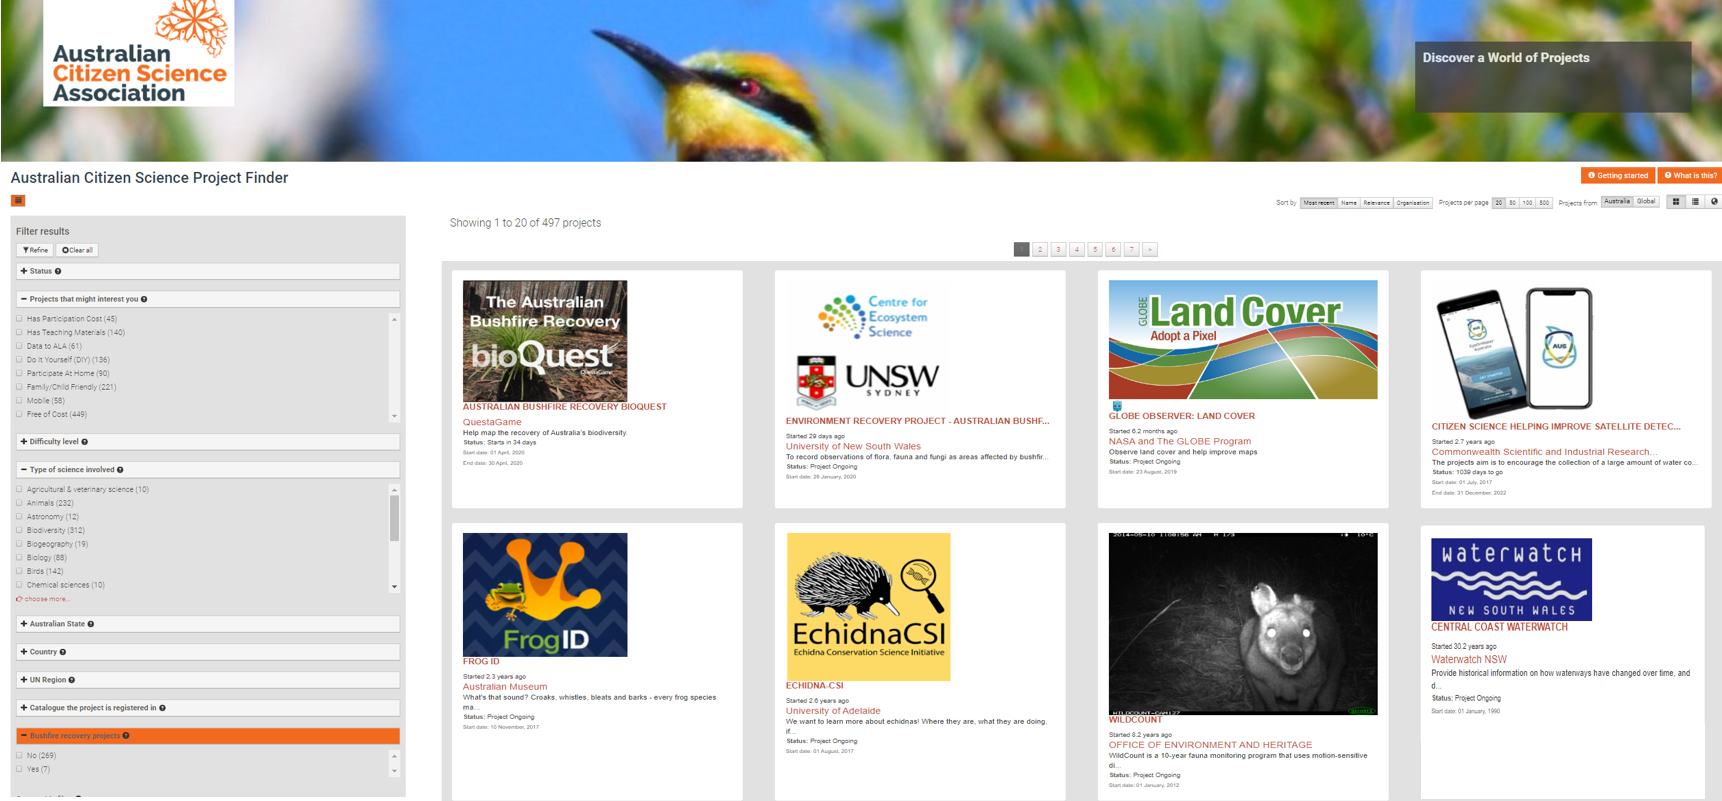 Australian
Citizen Science
Association
Discover a World of Projects
Australian Citizen Science Project Finder
Getting started
What is this?
Sort by Most recent Name Relevance Organisation Projects per page 20 50 100 500 Projects from Australia Global
Filter results
Refine Clear all
Status
Projects that might interest you
Has Participation Cost (45)
Has Teaching Materials (140)
Data to ALA (61)
Do It Yourself (DIY) (136)
Participate At Home (90)
Family/Child Friendly (221)
Mobile (58)
Free of Cost (449)
Difficulty level
Type of science involved
Agricultural & veterinary science (10)
Animals (232)
Astronomy (12)
Biodiversity (312)
Biogeography (19)
Biology (88)
Birds (142)
Chemical sciences (10)
choose more...
Australian State
Country
UN Region
Catalogue the project is registered in
Bushfire recovery projects
No (269)
Yes (7)
Showing 1 to 20 of 497 projects
1 2 3 4 5 6 7 »
The Australian
Bushfire Recovery
bioQuest
QuestaGame
AUSTRALIAN BUSHFIRE RECOVERY BIOQUEST
QuestaGame
Help map the recovery of Australia's biodiversity.
Status: Starts in 34 days
Start date: 01 April, 2020
End date: 30 April, 2020
Centre for
Ecosystem
Science
UNSW
SYDNEY
ENVIRONMENT RECOVERY PROJECT - AUSTRALIAN BUSHF...
Started 29 days ago
University of New South Wales
To record observations of flora, fauna and fungi as areas affected by bushfir...
Status: Project Ongoing
Start date: 28 January, 2020
GLOBE
Land Cover
Adopt a Pixel
GLOBE OBSERVER: LAND COVER
Started 6.2 months ago
NASA and The GLOBE Program
Observe land cover and help improve maps
Status: Project Ongoing
Start date: 23 August, 2019
AUS
CITIZEN SCIENCE HELPING IMPROVE SATELLITE DETEC...
Started 2.7 years ago
Commonwealth Scientific and Industrial Research...
The projects aim is to encourage the collection of a large amount of water co...
Status: 1039 days to go
Start date: 01 July, 2017
End date: 31 December, 2022
FrogID
FROG ID
Started 2.3 years ago
Australian Museum
What's that sound? Croaks, whistles, bleats and barks - every frog species
ma...
Status: Project Ongoing
Start date: 10 November, 2017
EchidnaCSI
Echidna Conservation Science Initiative
ECHIDNA-CSI
Started 2.6 years ago
University of Adelaide
We want to learn more about echidnas! Where they are, what they are doing,
if...
Status: Project Ongoing
Start date: 01 August, 2017
2014-05-10 11:08:56 AM M 1/3 10°C
WILDCOUNT-CAM127
WILDCOUNT
Started 8.2 years ago
OFFICE OF ENVIRONMENT AND HERITAGE
WildCount is a 10-year fauna monitoring program that uses motion-sensitive
di...
Status: Project Ongoing
Start date: 01 January, 2012
waterwatch
NEW SOUTH WALES
CENTRAL COAST WATERWATCH
Started 30.2 years ago
Waterwatch NSW
Provide historical information on how waterways have changed over time, and
d...
Status: Project Ongoing
Start date: 01 January, 1990